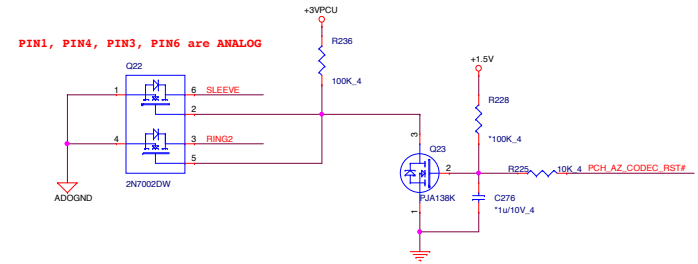 +3VPCU
PIN1, PIN4, PIN3, PIN6 are ANALOG
R236
Q22
+1.5V
100K_4
1
6
SLEEVE
2
R228
*100K_4
4
3
RING2
5
3
Q23
2
R225
10K_4
PCH_AZ_CODEC_RST#
2N7002DW
PJA138K
C276
*1u/10V_4
ADOGND
1